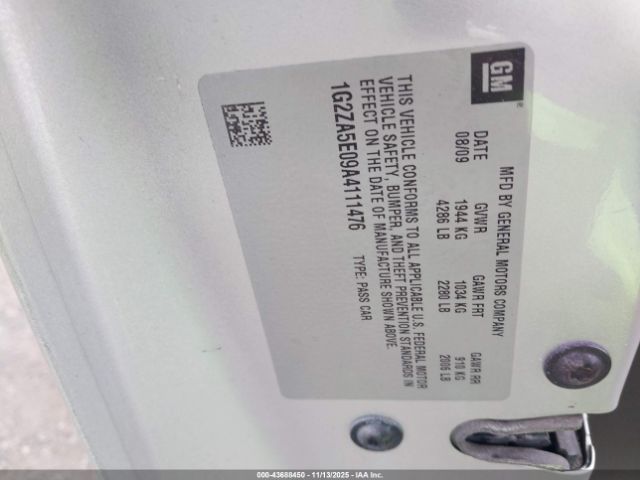 GM
MFD BY GENERAL MOTORS COMPANY
DATE GVWR GAWR FRT GAWR RR
08/09 1944 KG 1034 KG 910 KG
4286 LB 2280 LB 2006 LB
THIS VEHICLE CONFORMS TO ALL APPLICABLE U.S. FEDERAL MOTOR
VEHICLE SAFETY, BUMPER, AND THEFT PREVENTION STANDARDS IN
EFFECT ON THE DATE OF MANUFACTURE SHOWN ABOVE.
1G2ZA5E09A4111476 TYPE: PASS CAR
000-43688450 - 11/13/2025 - IAA Inc.